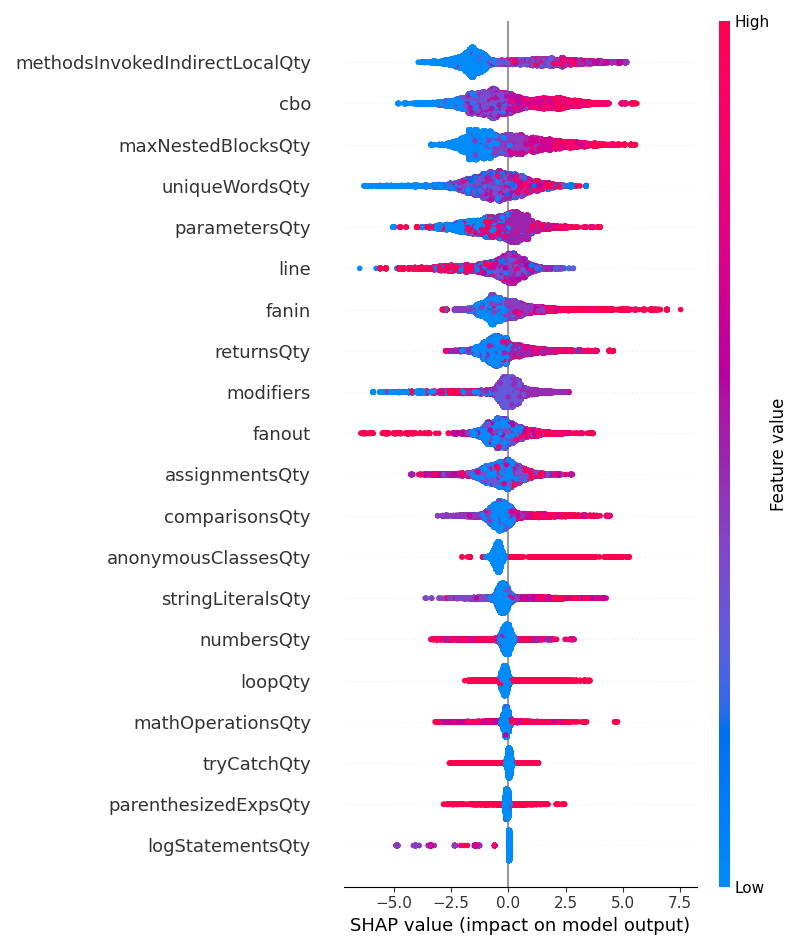 High
methodsInvokedIndirectLocalQty
cbo
maxNestedBlocksQty
uniqueWordsQty
parametersQty
line
fanin
returnsQty
modifiers
fanout
assignmentsQty
comparisonsQty
anonymousClassesQty
stringLiteralsQty
numbersQty
loopQty
mathOperationsQty
tryCatchQty
parenthesizedExpsQty
logStatementsQty
Feature value
Low
−5.0 −2.5 0.0 2.5 5.0 7.5
SHAP value (impact on model output)